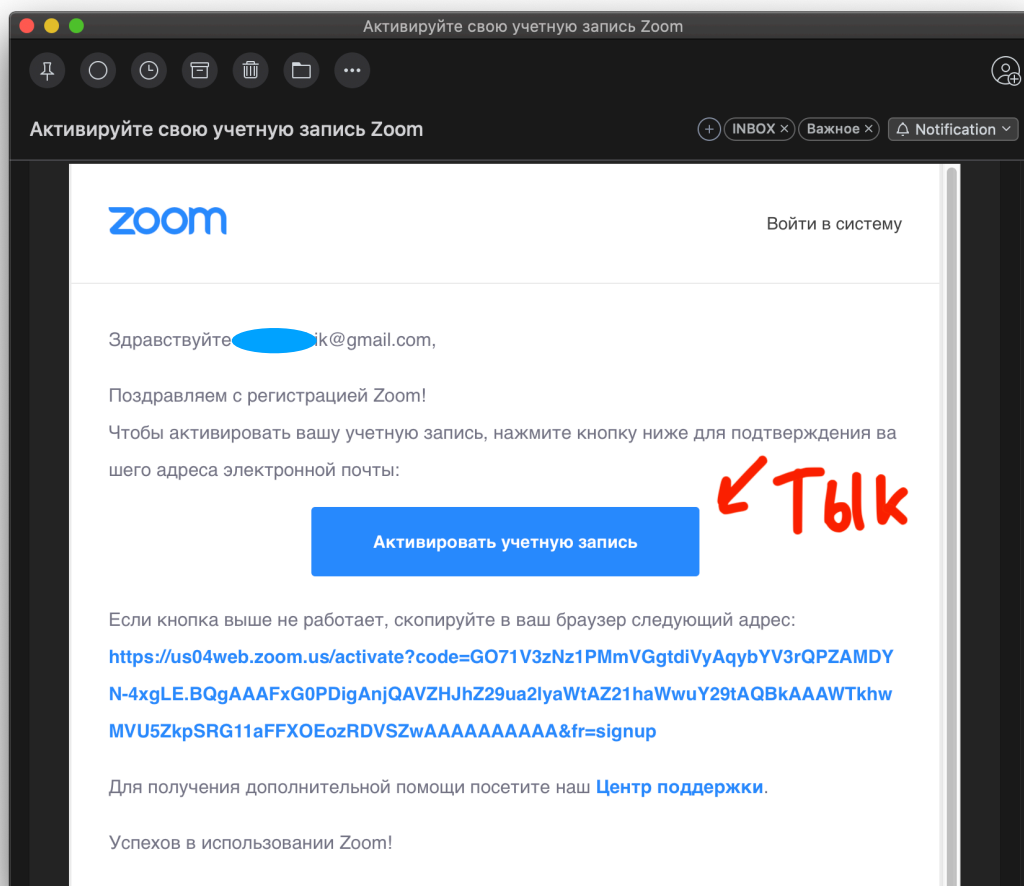 Активируйте свою учетную запись Zoom
Активируйте свою учетную запись Zoom
INBOX ×
Важное ×
Notification
zoom
Войти в систему
Здравствуйте ik@gmail.com,
Поздравляем с регистрацией Zoom!
Чтобы активировать вашу учетную запись, нажмите кнопку ниже для подтверждения ва
шего адреса электронной почты:
Тык
Активировать учетную запись
Если кнопка выше не работает, скопируйте в ваш браузер следующий адрес:
https://us04web.zoom.us/activate?code=GO71V3zNz1PMmVGgtdiVyAqybYV3rQPZAMDY
N-4xgLE.BQgAAAFxG0PDigAnjQAVZHJhZ29ua2lyaWtAZ21haWwuY29tAQBkAAAWTkhw
MVU5ZkpSRG11aFFXOEozRDVSZwAAAAAAAAAA&fr=signup
Для получения дополнительной помощи посетите наш Центр поддержки.
Успехов в использовании Zoom!